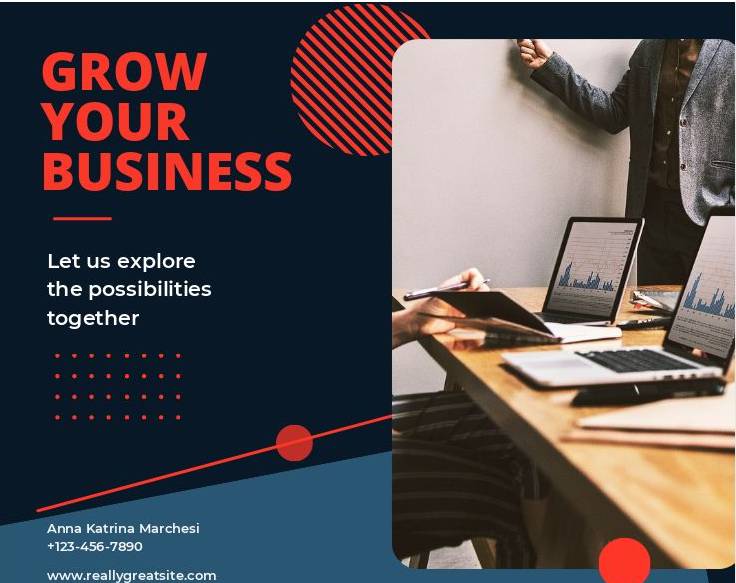 GROW
YOUR
BUSINESS
Let us explore
the possibilities
together
Anna Katrina Marchesi
+123-456-7890
www.reallygreatsite.com